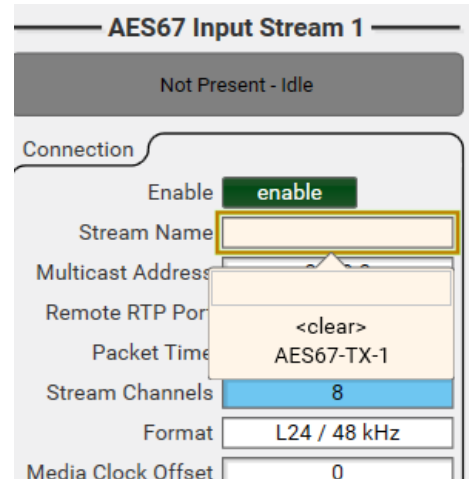 AES67 Input Stream 1
Not Present - Idle
Connection
Enable enable
Stream Name
Multicast Address
Remote RTP Port
<clear>
Packet Time AES67-TX-1
Stream Channels 8
Format L24 / 48 kHz
Media Clock Offset 0